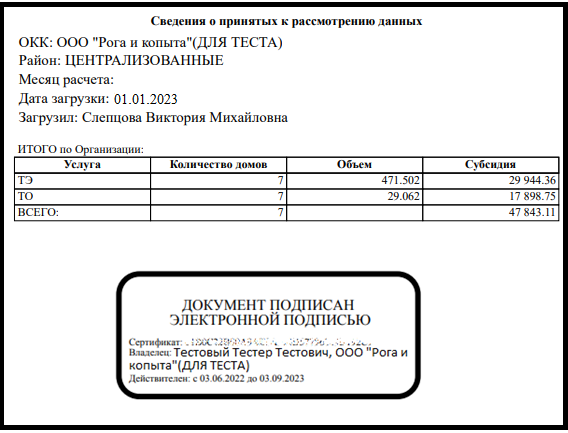 Сведения о принятых к рассмотрению данных
ОКК: ООО "Рога и копыта"(ДЛЯ ТЕСТА)
Район: ЦЕНТРАЛИЗОВАННЫЕ
Месяц расчета:
Дата загрузки: 01.01.2023
Загрузил: Слепцова Виктория Михайловна
ИТОГО по Организации:
Услуга Количество домов Объем Субсидия
ТЭ 7 471.502 29 944.36
ТО 7 29.062 17 898.75
ВСЕГО: 7 47 843.11
ДОКУМЕНТ ПОДПИСАН
ЭЛЕКТРОННОЙ ПОДПИСЬЮ
Сертификат:
Владелец: Тестовый Тестер Тестович, ООО "Рога и
копыта"(ДЛЯ ТЕСТА)
Действителен: с 03.06.2022 до 03.09.2023